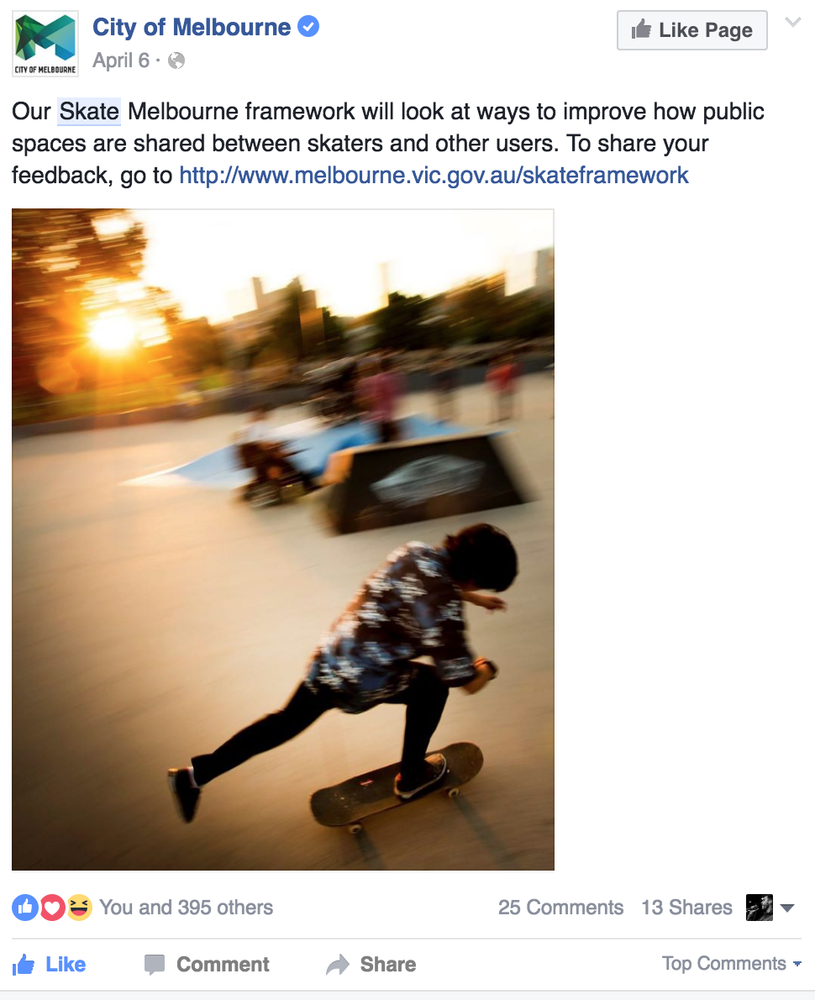 City of Melbourne
Like Page
CITY OF MELBOURNE
April 6 ·
Our Skate Melbourne framework will look at ways to improve how public
spaces are shared between skaters and other users. To share your
feedback, go to http://www.melbourne.vic.gov.au/skateframework
You and 395 others
25 Comments 13 Shares
Like Comment Share
Top Comments